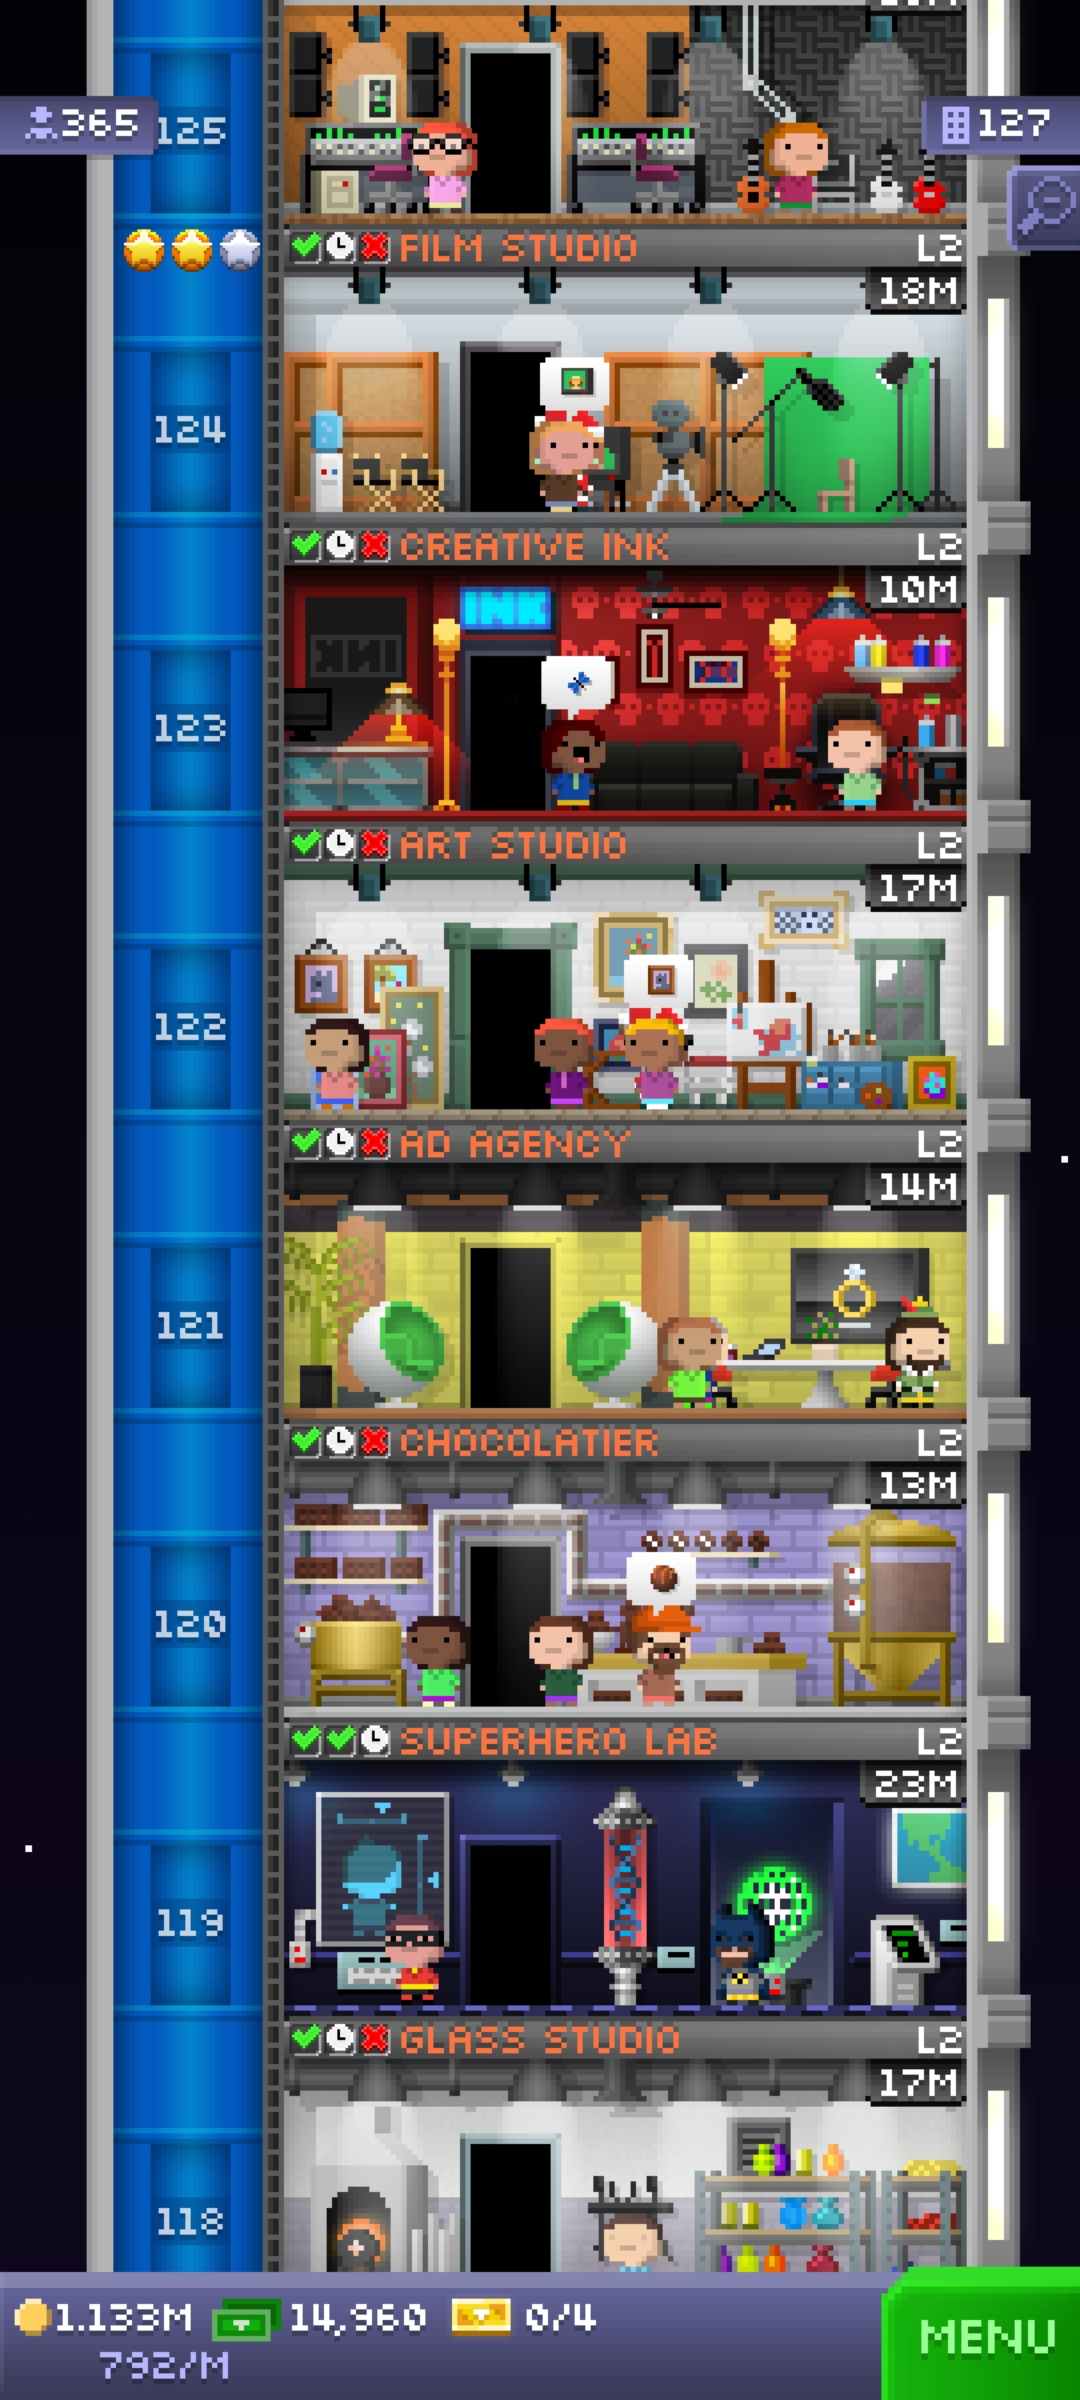 365
125
127
FILM STUDIO L2
18M
124
CREATIVE INK L2
10M
INK
123
ART STUDIO L2
17M
122
AD AGENCY L2
14M
121
CHOCOLATIER L2
13M
120
SUPERHERO LAB L2
23M
119
GLASS STUDIO L2
17M
118
1.133M 14,960 0/4
792/M
MENU